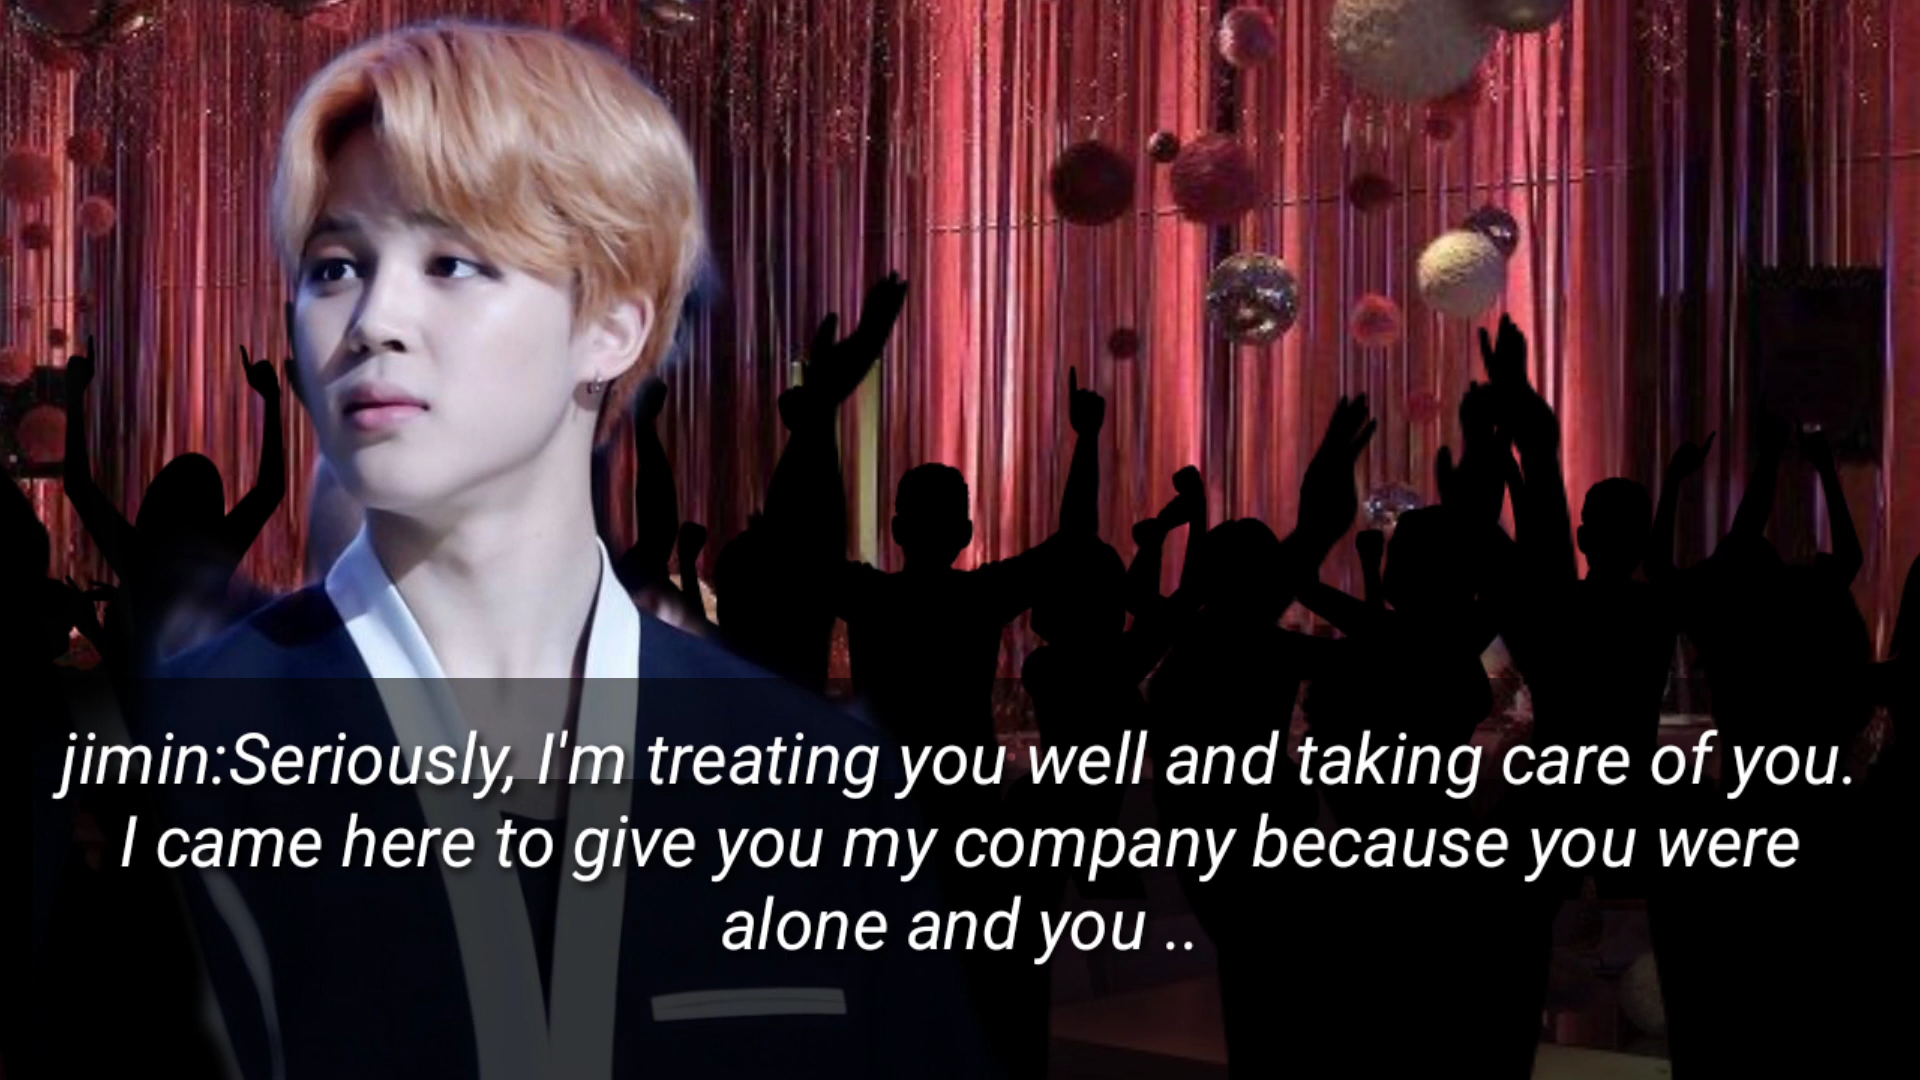 jimin:Seriously, I'm treating you well and taking care of you.
I came here to give you my company because you were
alone and you ..